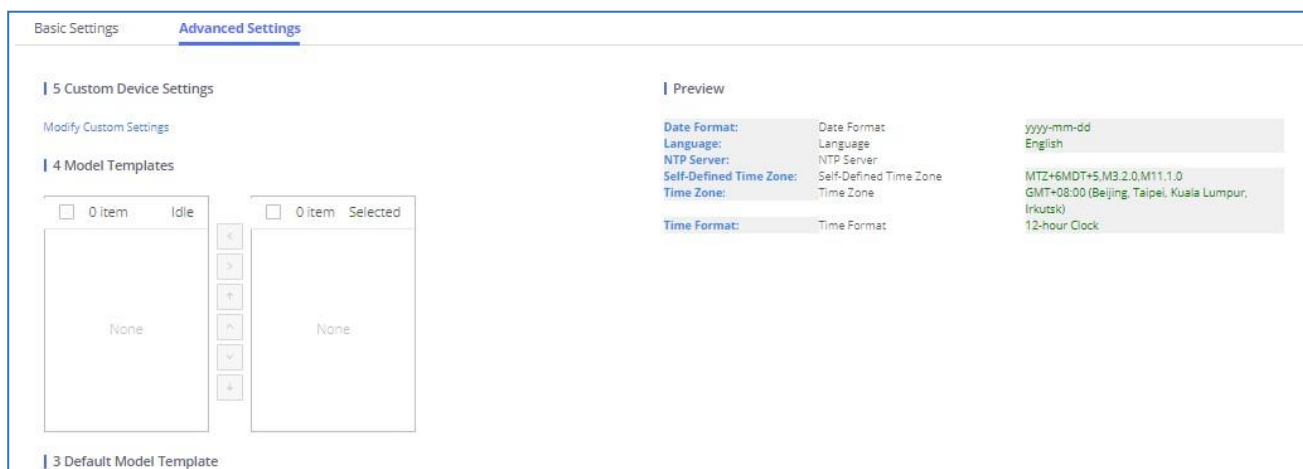 Basic Settings Advanced Settings
5 Custom Device Settings
Modify Custom Settings
4 Model Templates
0 item Idle
None
0 item Selected
None
3 Default Model Template
Preview
Date Format: Date Format yyyy-mm-dd
Language: Language English
NTP Server: NTP Server
Self-Defined Time Zone: Self-Defined Time Zone MTZ+6MDT+5,M3.2.0,M11.1.0
Time Zone: Time Zone GMT+08:00 (Beijing, Taipei, Kuala Lumpur,
Irkutsk)
Time Format: Time Format 12-hour Clock